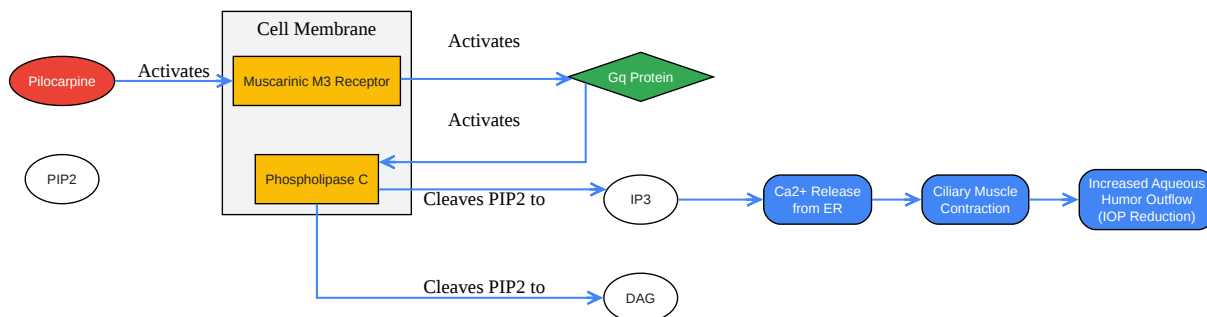 Cell Membrane
Pilocarpine
Activates
Muscarinic M3 Receptor
Activates
Gq Protein
Activates
PIP2
Phospholipase C
Cleaves PIP2 to
IP3
Ca2+ Release
from ER
Ciliary Muscle
Contraction
Increased Aqueous
Humor Outflow
(IOP Reduction)
Cleaves PIP2 to
DAG